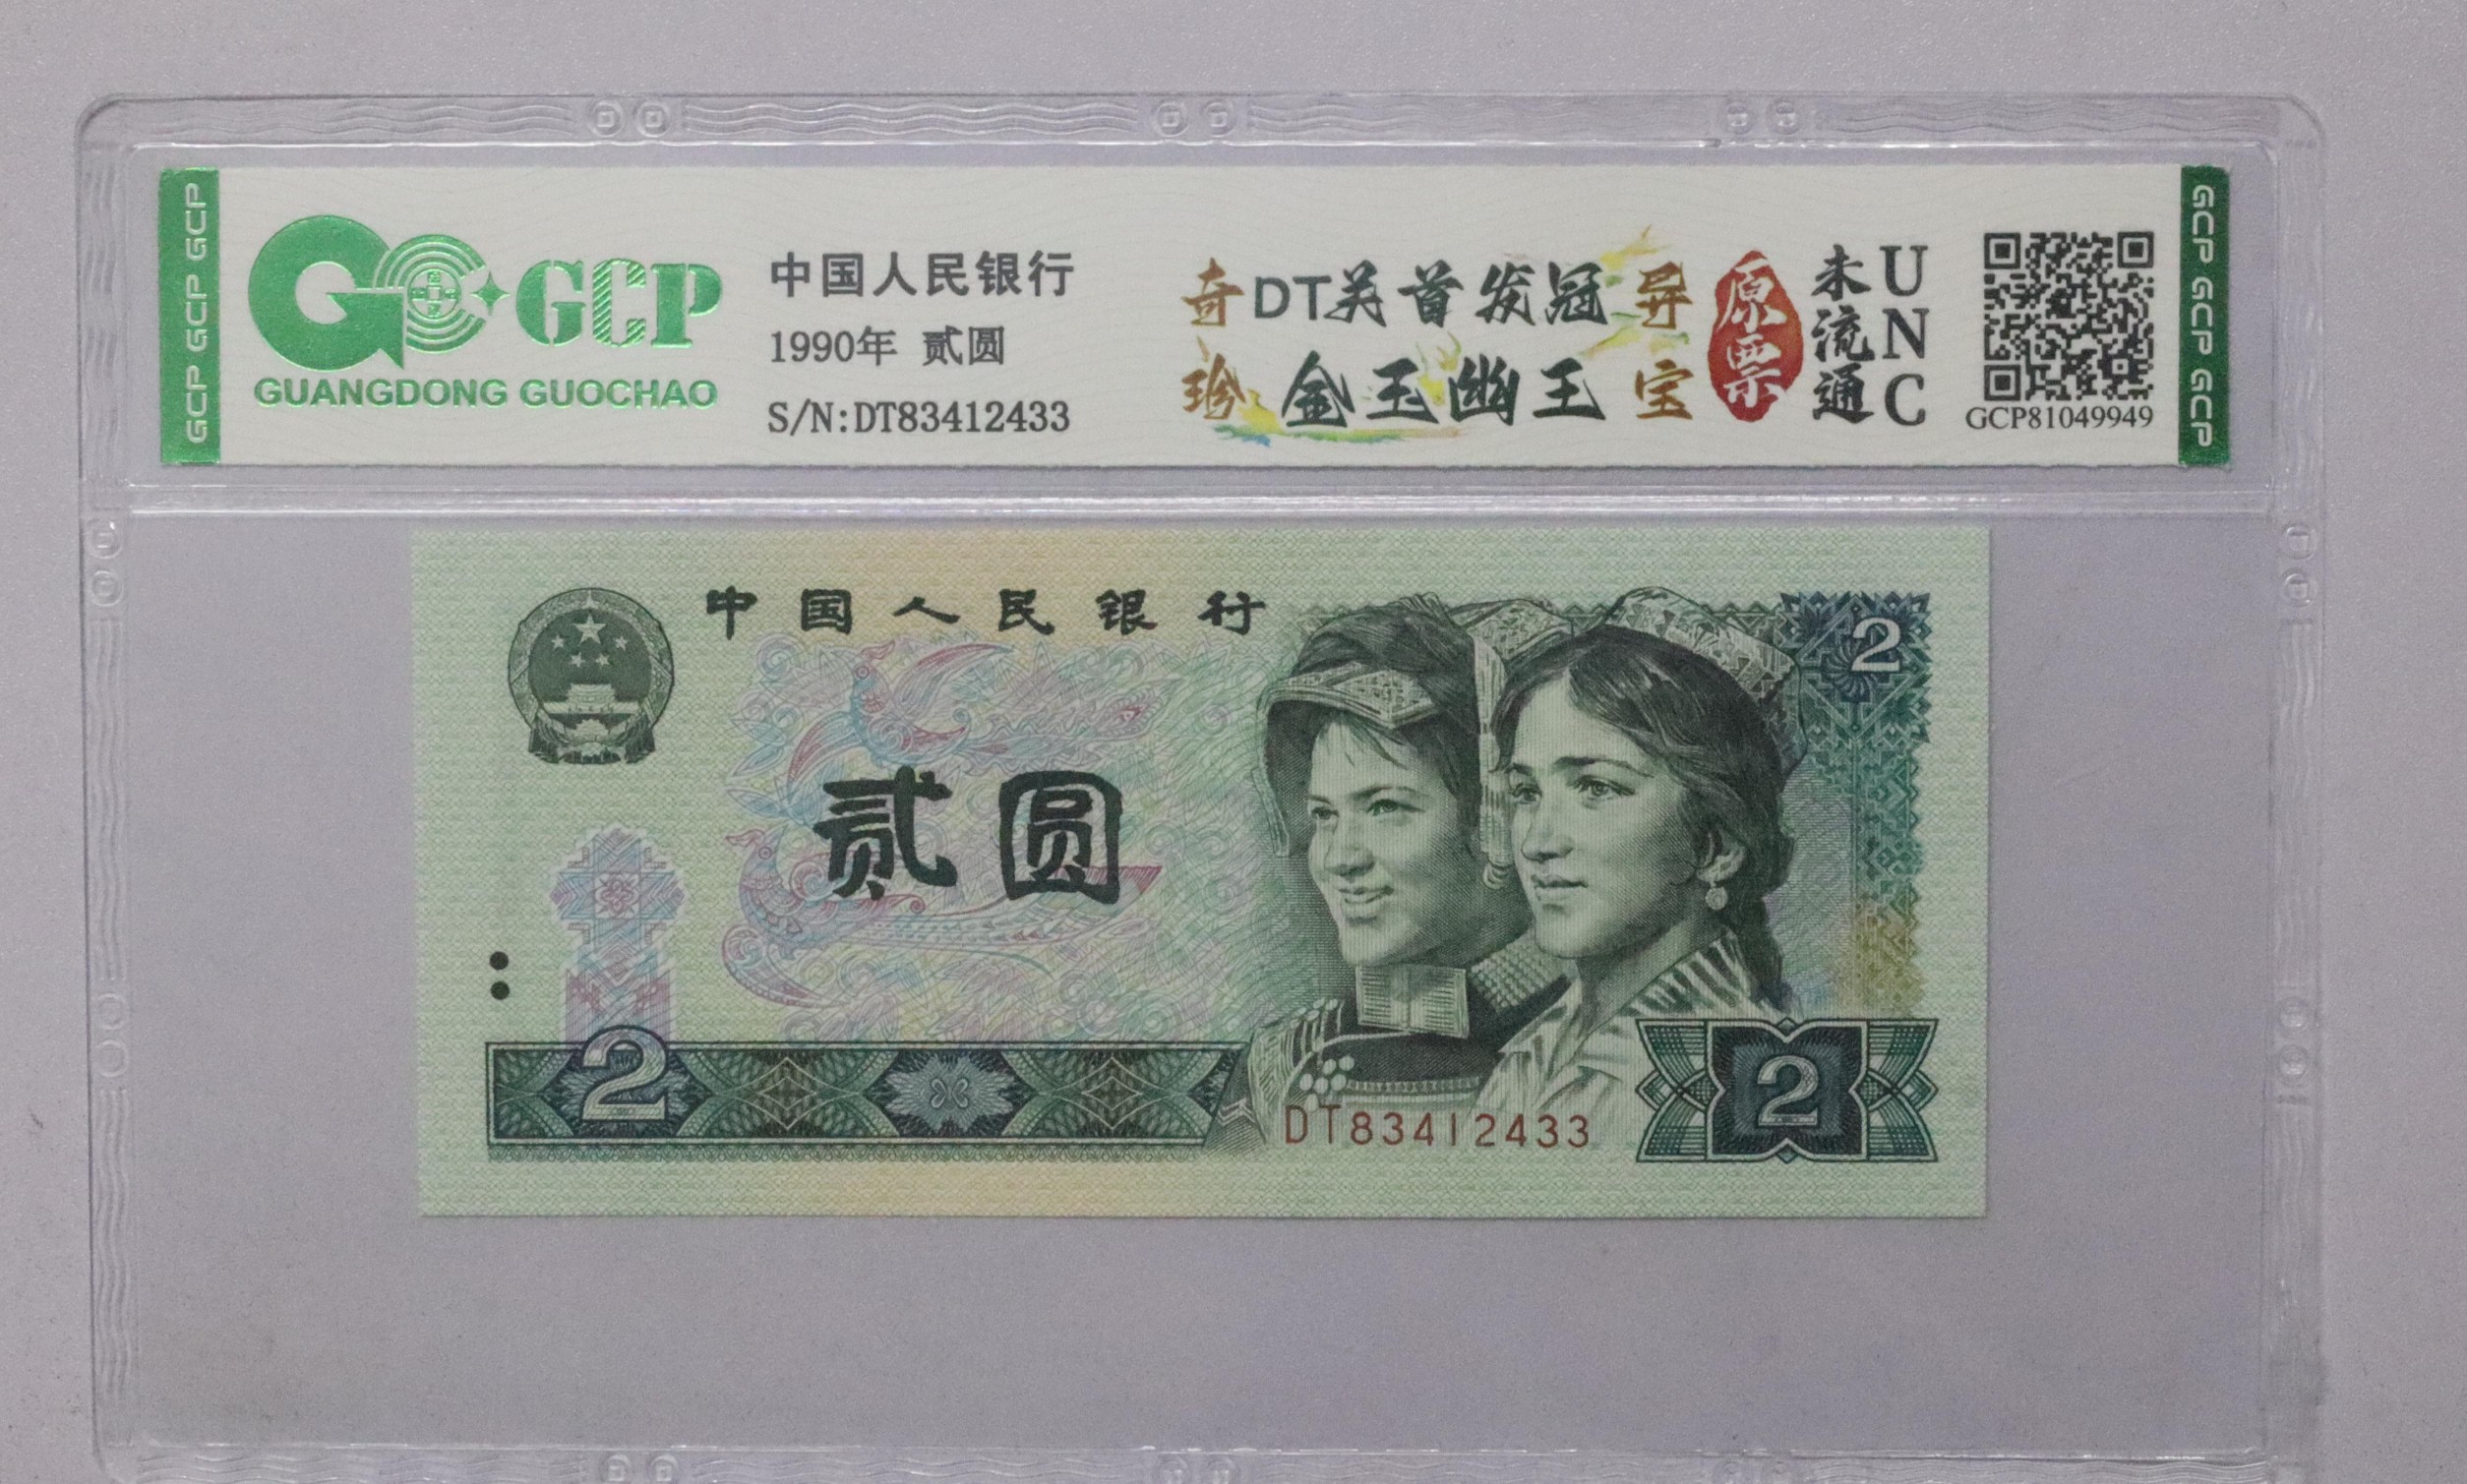 GCP GCP GCP
GCP
GUANGDONG GUOCHAO
中国人民银行
1990年 贰圆
S/N:DT83412433
奇 DT关首发冠 异
珍 金玉幽王 宝
原票
未流通
UNC
GCP81049949
GCP GCP GCP
中国人民银行
2
贰圆
2
DT83412433
2